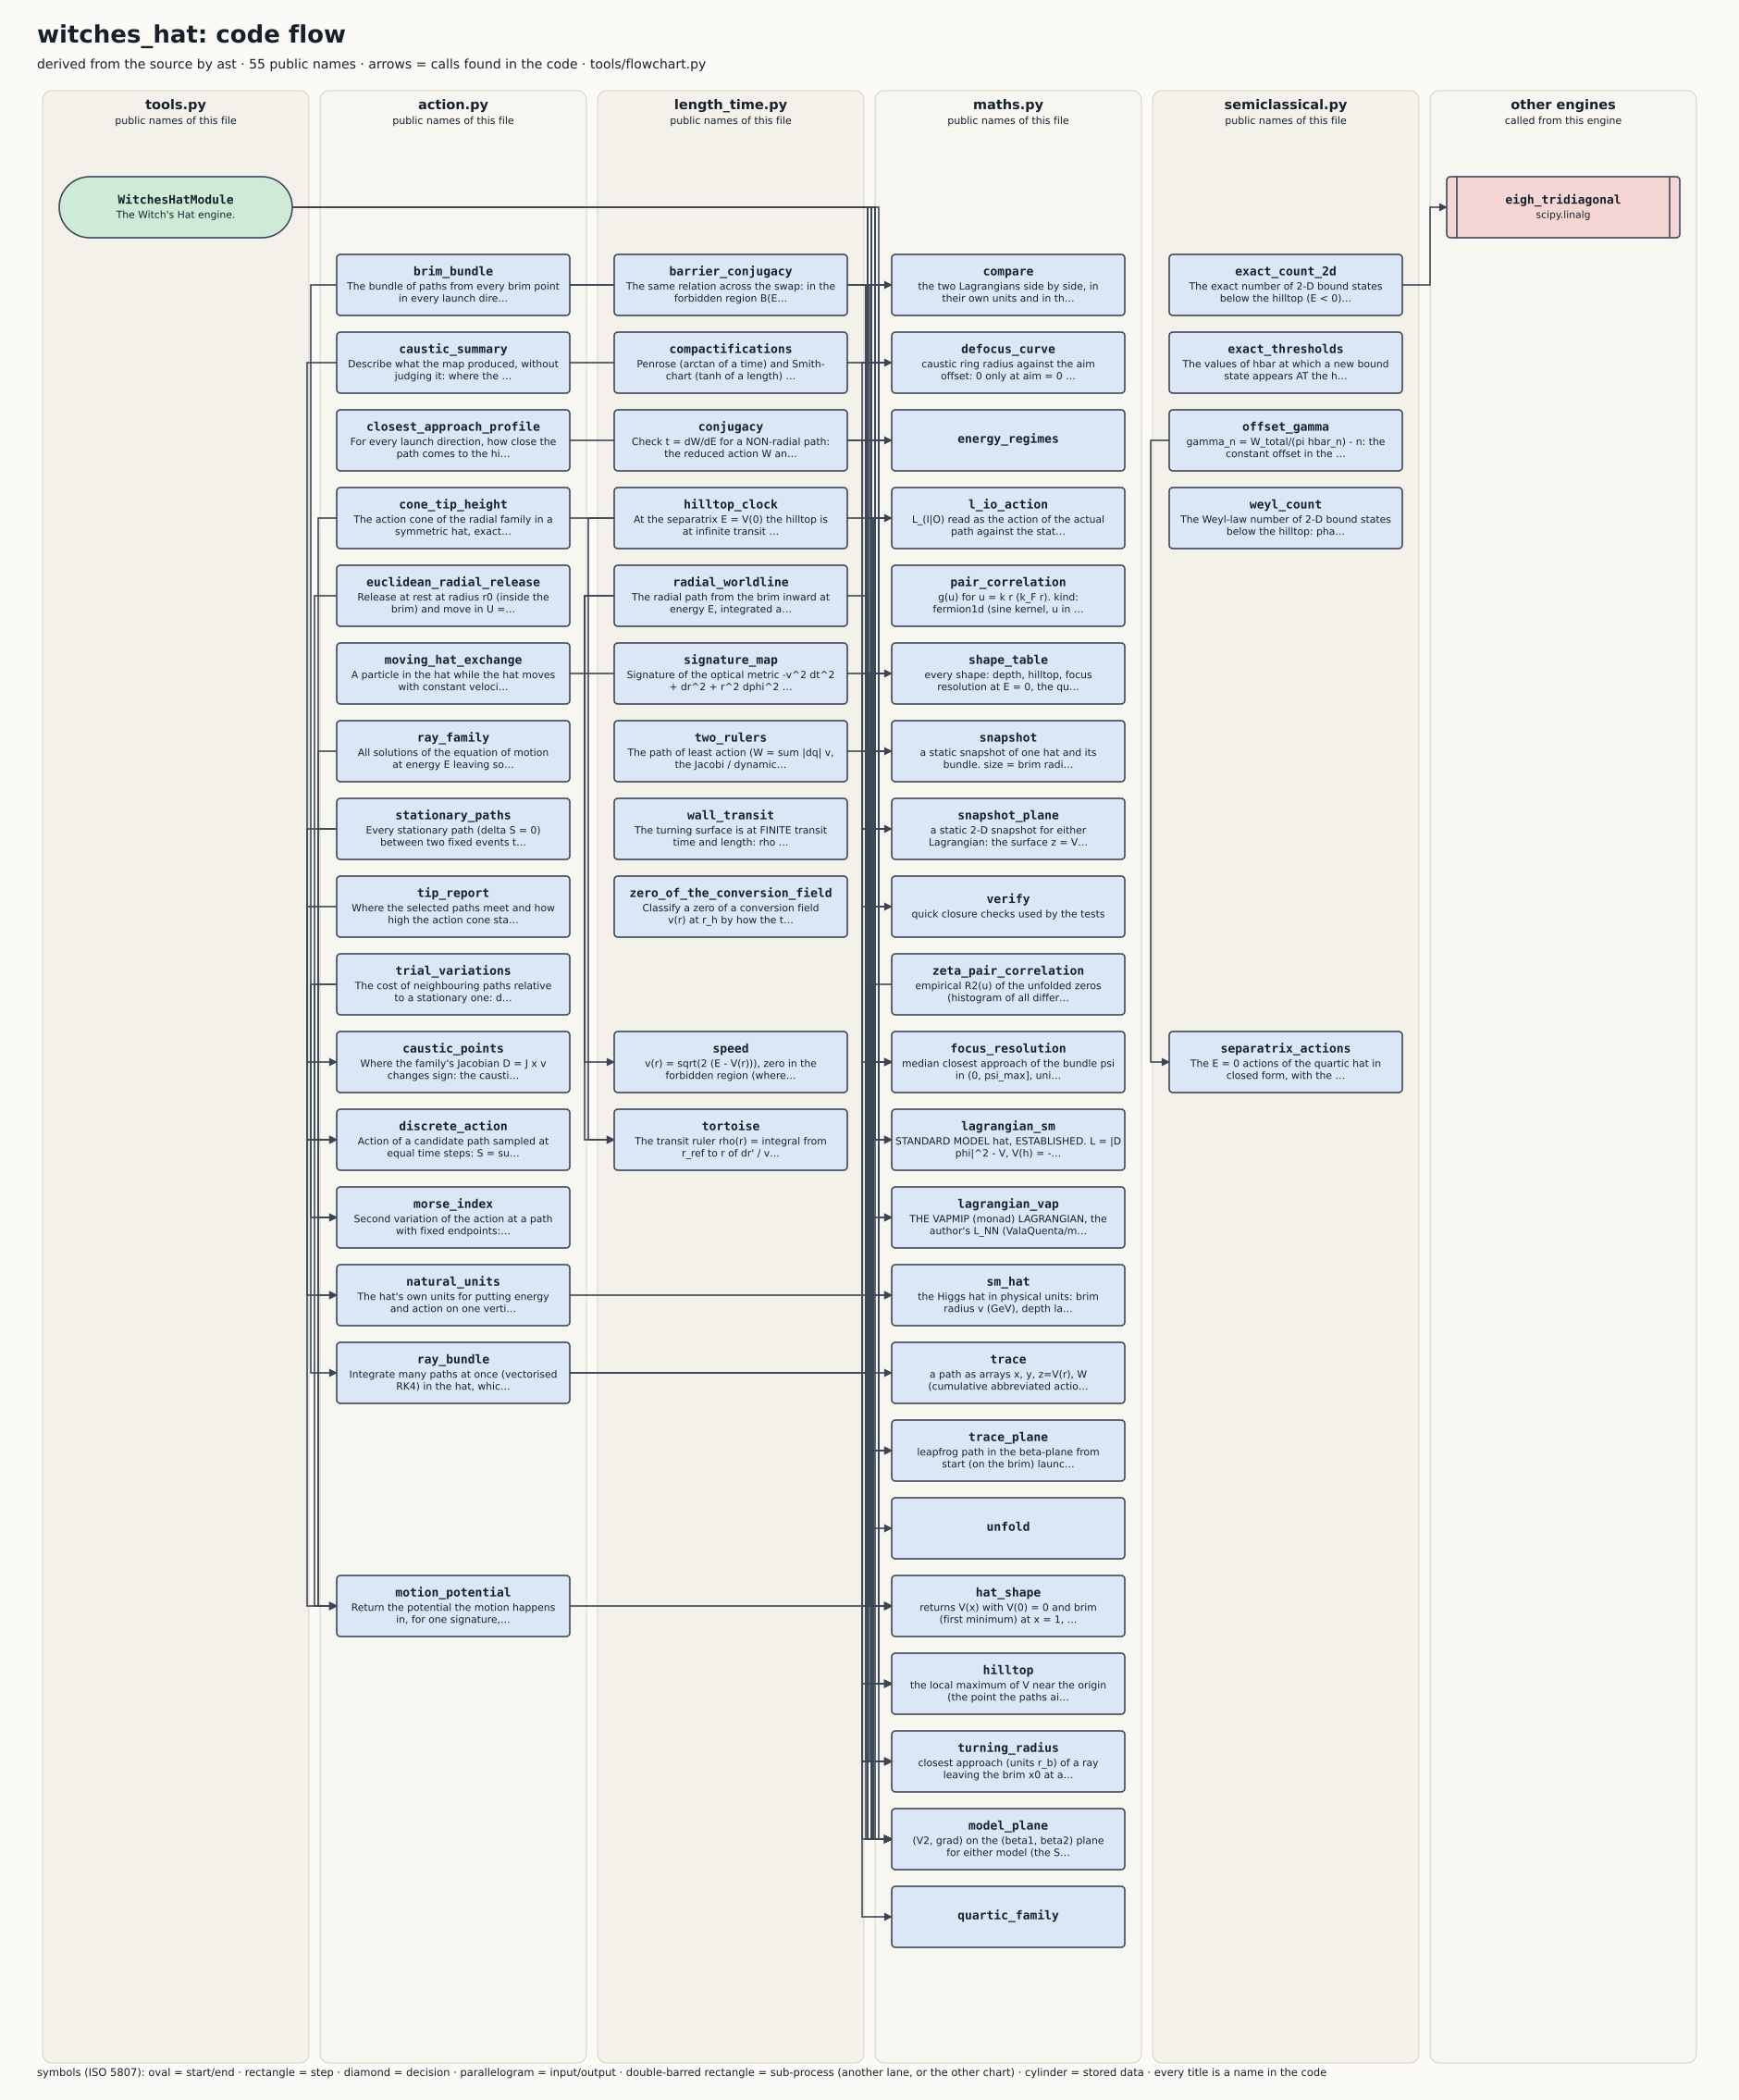 witches_hat: code flow
derived from the source by ast · 55 public names · arrows = calls found in the code · tools/flowchart.py
tools.py
public names of this file
action.py
public names of this file
length_time.py
public names of this file
maths.py
public names of this file
semiclassical.py
public names of this file
other engines
called from this engine
WitchesHatModule
The Witch's Hat engine.
eigh_tridiagonal
scipy.linalg
brim_bundle
The bundle of paths from every brim point
in every launch dire...
barrier_conjugacy
The same relation across the swap: in the
forbidden region B(E...
compare
the two Lagrangians side by side, in
their own units and in th...
exact_count_2d
The exact number of 2-D bound states
below the hilltop (E < 0)...
caustic_summary
Describe what the map produced, without
judging it: where the ...
compactifications
Penrose (arctan of a time) and Smith-
chart (tanh of a length) ...
defocus_curve
caustic ring radius against the aim
offset: 0 only at aim = 0 ...
exact_thresholds
The values of hbar at which a new bound
state appears AT the h...
closest_approach_profile
For every launch direction, how close the
path comes to the hi...
conjugacy
Check t = dW/dE for a NON-radial path:
the reduced action W an...
energy_regimes
offset_gamma
gamma_n = W_total/(pi hbar_n) - n: the
constant offset in the ...
cone_tip_height
The action cone of the radial family in a
symmetric hat, exact...
hilltop_clock
At the separatrix E = V(0) the hilltop is
at infinite transit ...
l_io_action
L_(I|O) read as the action of the actual
path against the stat...
weyl_count
The Weyl-law number of 2-D bound states
below the hilltop: pha...
euclidean_radial_release
Release at rest at radius r0 (inside the
brim) and move in U =...
radial_worldline
The radial path from the brim inward at
energy E, integrated a...
pair_correlation
g(u) for u = k r (k_F r). kind:
fermion1d (sine kernel, u in ...
moving_hat_exchange
A particle in the hat while the hat moves
with constant veloci...
signature_map
Signature of the optical metric -v^2 dt^2
+ dr^2 + r^2 dphi^2 ...
shape_table
every shape: depth, hilltop, focus
resolution at E = 0, the qu...
ray_family
All solutions of the equation of motion
at energy E leaving so...
two_rulers
The path of least action (W = sum |dq| v,
the Jacobi / dynamic...
snapshot
a static snapshot of one hat and its
bundle. size = brim radi...
stationary_paths
Every stationary path (delta S = 0)
between two fixed events t...
wall_transit
The turning surface is at FINITE transit
time and length: rho ...
snapshot_plane
a static 2-D snapshot for either
Lagrangian: the surface z = V...
tip_report
Where the selected paths meet and how
high the action cone sta...
zero_of_the_conversion_field
Classify a zero of a conversion field
v(r) at r_h by how the t...
verify
quick closure checks used by the tests
trial_variations
The cost of neighbouring paths relative
to a stationary one: d...
zeta_pair_correlation
empirical R2(u) of the unfolded zeros
(histogram of all differ...
caustic_points
Where the family's Jacobian D = J x v
changes sign: the causti...
speed
v(r) = sqrt(2 (E - V(r))), zero in the
forbidden region (where...
focus_resolution
median closest approach of the bundle psi
in (0, psi_max], uni...
separatrix_actions
The E = 0 actions of the quartic hat in
closed form, with the ...
discrete_action
Action of a candidate path sampled at
equal time steps: S = su...
tortoise
The transit ruler rho(r) = integral from
r_ref to r of dr' / v...
lagrangian_sm
STANDARD MODEL hat, ESTABLISHED. L = |D
phi|^2 - V, V(h) = -...
morse_index
Second variation of the action at a path
with fixed endpoints:...
lagrangian_vap
THE VAPMIP (monad) LAGRANGIAN, the
author's L_NN (ValaQuenta/m...
natural_units
The hat's own units for putting energy
and action on one verti...
sm_hat
the Higgs hat in physical units: brim
radius v (GeV), depth la...
ray_bundle
Integrate many paths at once (vectorised
RK4) in the hat, whic...
trace
a path as arrays x, y, z=V(r), W
(cumulative abbreviated actio...
trace_plane
leapfrog path in the beta-plane from
start (on the brim) launc...
unfold
motion_potential
Return the potential the motion happens
in, for one signature,...
hat_shape
returns V(x) with V(0) = 0 and brim
(first minimum) at x = 1, ...
hilltop
the local maximum of V near the origin
(the point the paths ai...
turning_radius
closest approach (units r_b) of a ray
leaving the brim x0 at a...
model_plane
(V2, grad) on the (beta1, beta2) plane
for either model (the S...
quartic_family
symbols (ISO 5807): oval = start/end · rectangle = step · diamond = decision · parallelogram = input/output · double-barred rectangle = sub-process (another lane, or the other chart) · cylinder = stored data · every title is a name in the code